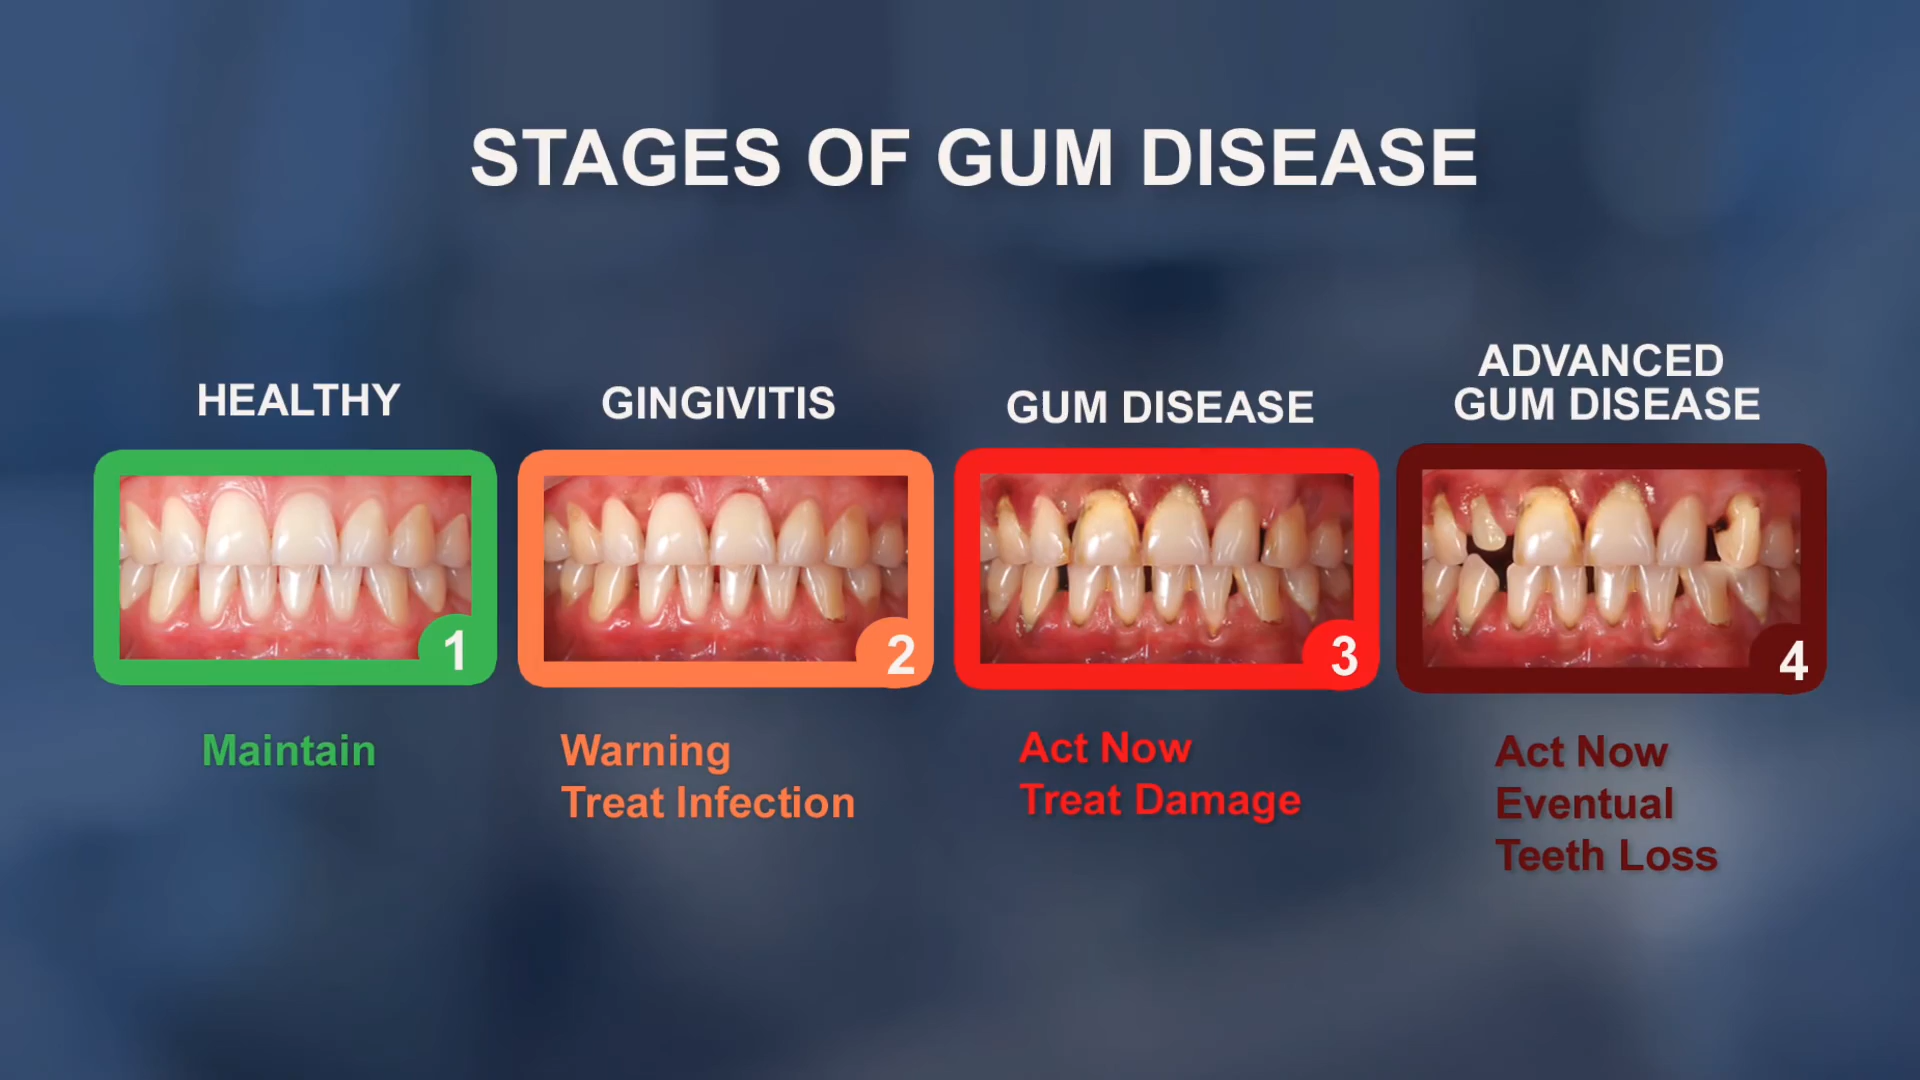 STAGES OF GUM DISEASE
HEALTHY
1
Maintain
GINGIVITIS
2
Warning
Treat Infection
GUM DISEASE
3
Act Now
Treat Damage
ADVANCED
GUM DISEASE
4
Act Now
Eventual
Teeth Loss